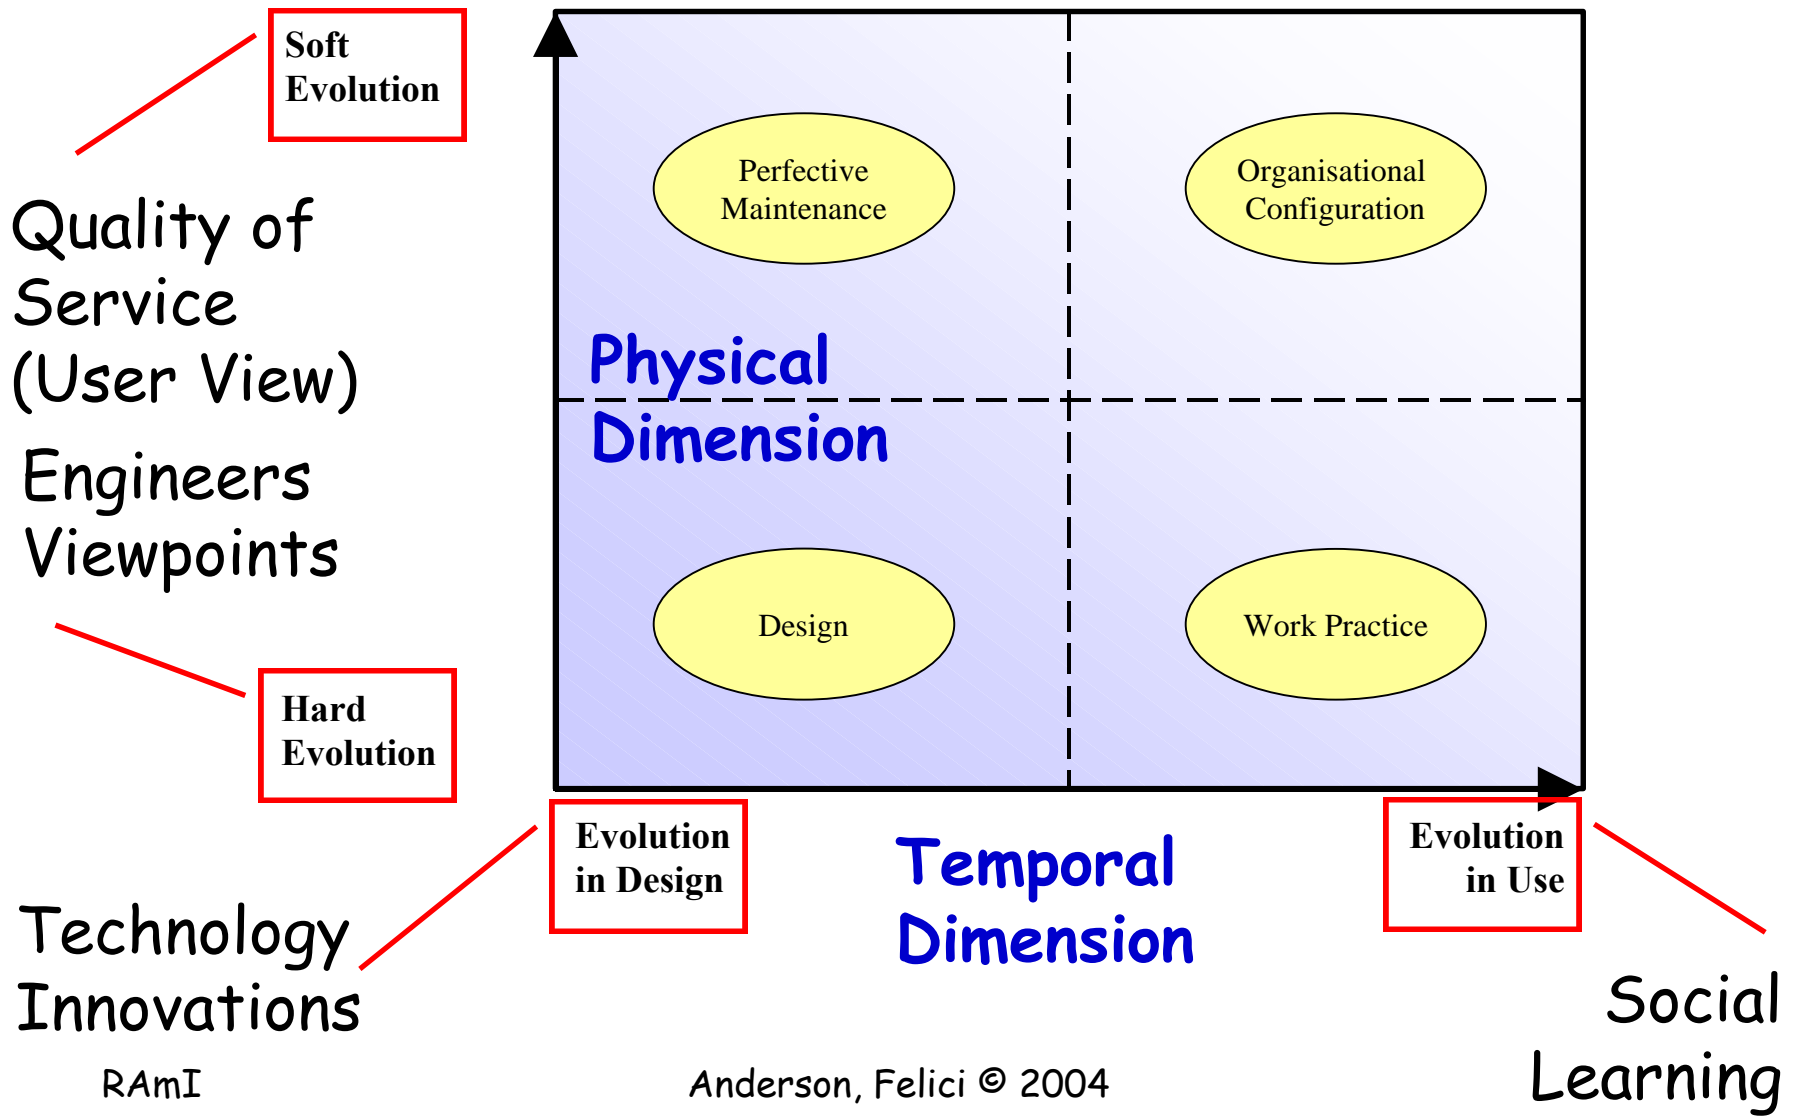 Soft
Evolution
Perfective
Maintenance
Organisational
Configuration
Quality of
Service
(User View)
Physical
Dimension
Engineers
Viewpoints
Design
Work Practice
Hard
Evolution
Evolution
in Design
Temporal
Dimension
Evolution
in Use
Technology
Innovations
Social
Learning
RAmI
Anderson, Felici © 2004